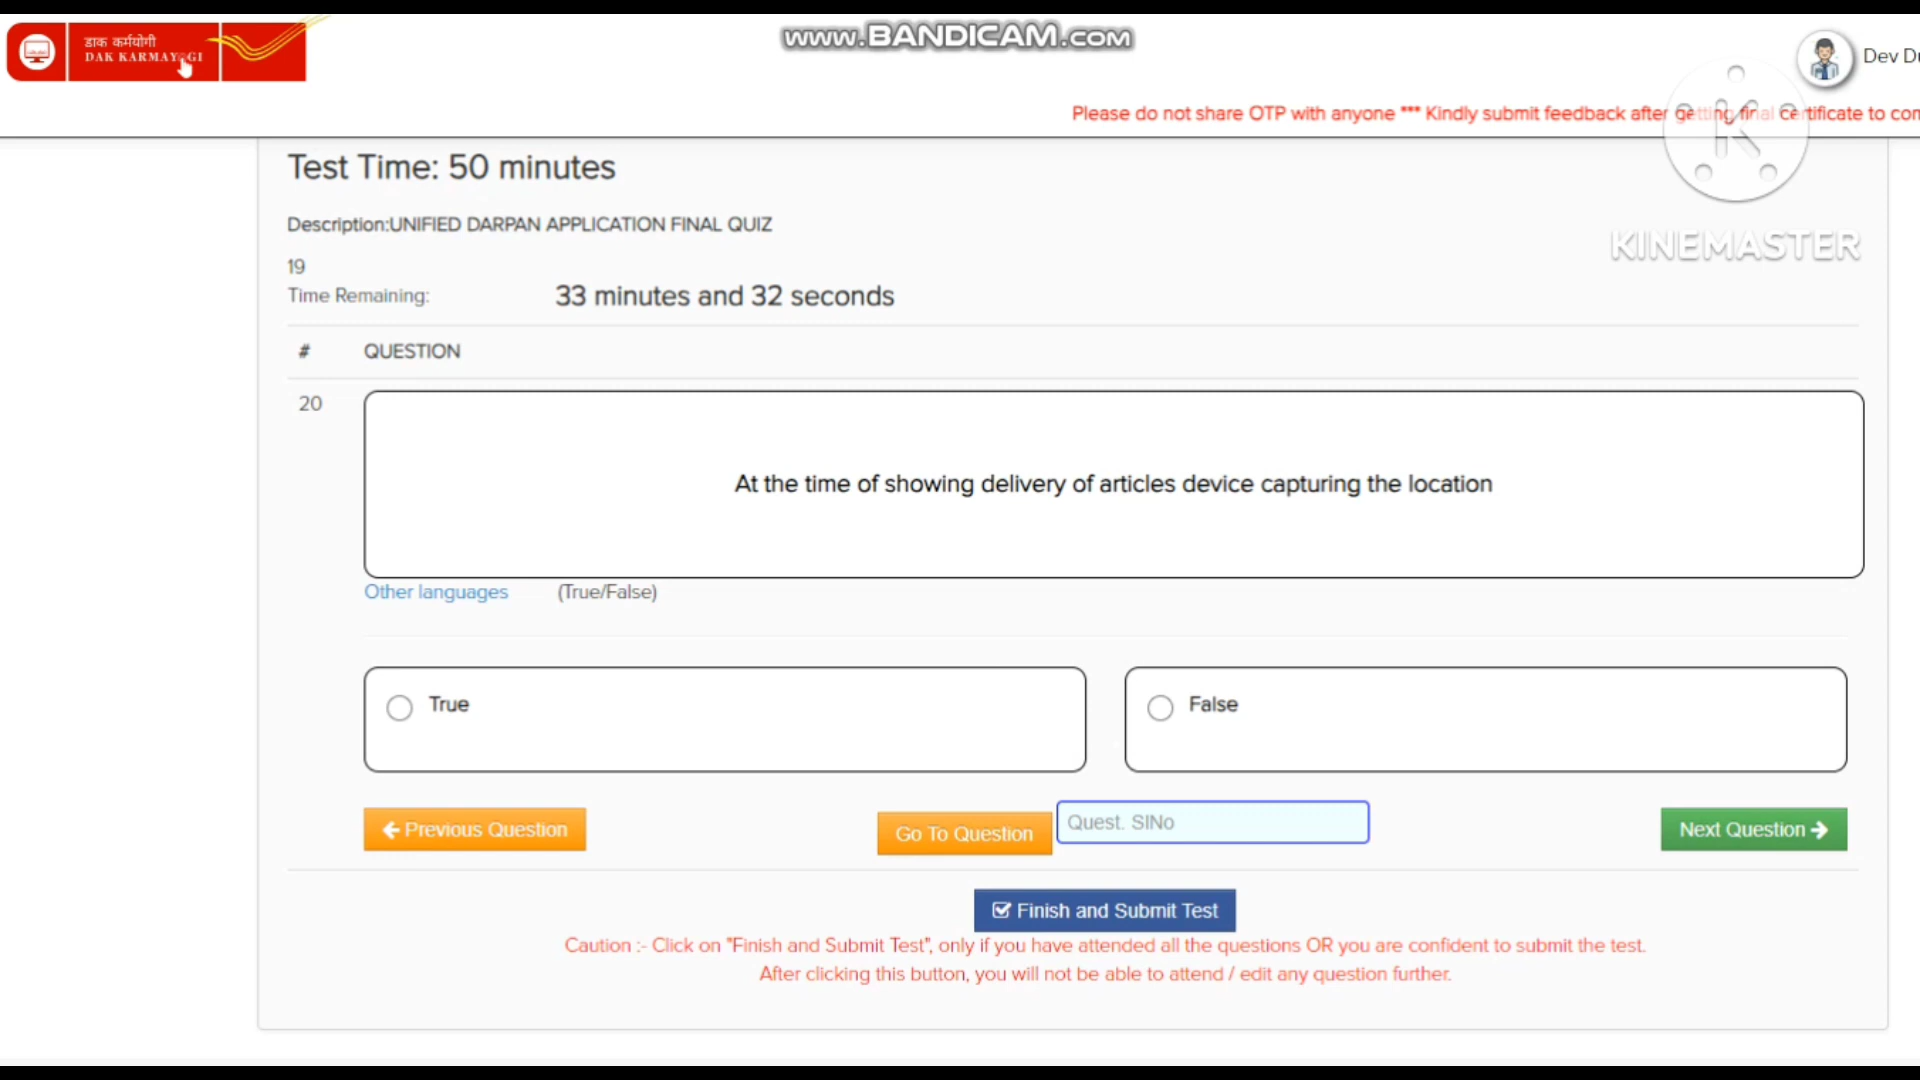 www.BANDICAM.com
डाक कर्मयोगी
DAK KARMAYOGI
Dev
Please do not share OTP with anyone *** Kindly submit feedback after getting final certificate to
KINEMASTER
Test Time: 50 minutes
Description:UNIFIED DARPAN APPLICATION FINAL QUIZ
19
Time Remaining: 33 minutes and 32 seconds
# QUESTION
20
At the time of showing delivery of articles device capturing the location
Other languages (True/False)
True False
Previous Question Go To Question Quest. SlNo Next Question
Finish and Submit Test
Caution :- Click on "Finish and Submit Test", only if you have attended all the questions OR you are confident to submit the test.
After clicking this button, you will not be able to attend / edit any question further.